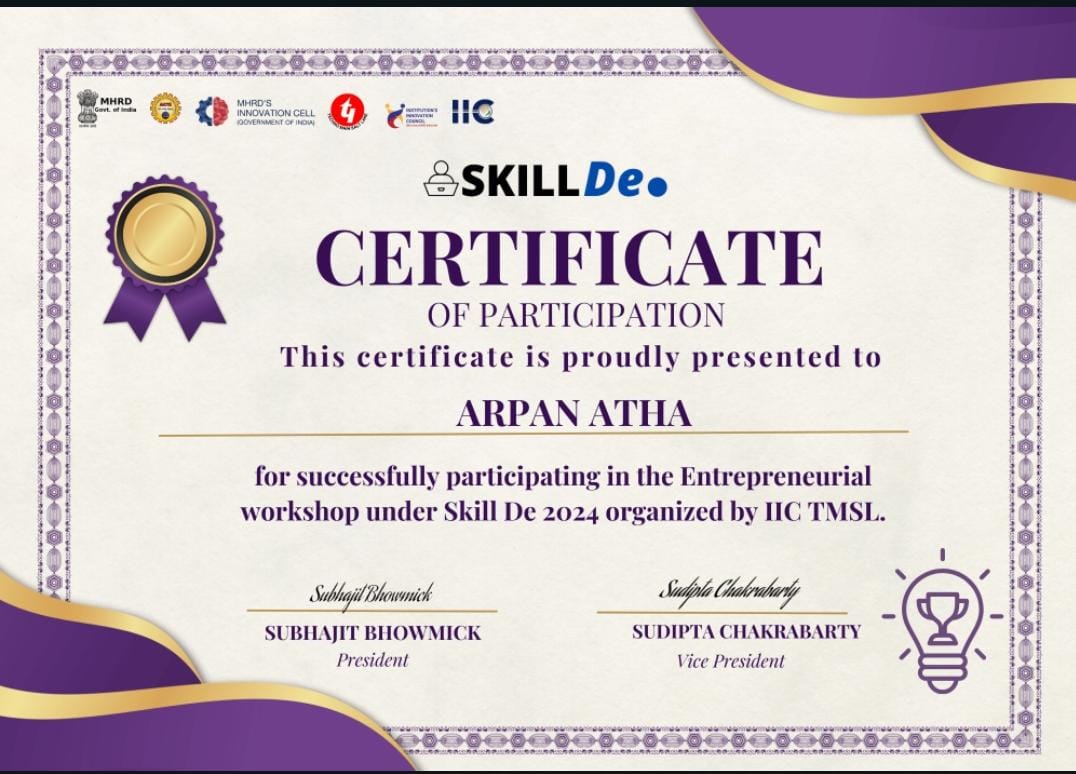 MHRD
Govt. of India
MHRD'S
INNOVATION CELL
(GOVERNMENT OF INDIA)
INSTITUTION'S
INNOVATION
COUNCIL
IIC
SKILL De.
CERTIFICATE
OF PARTICIPATION
This certificate is proudly presented to
ARPAN ATHA
for successfully participating in the Entrepreneurial
workshop under Skill De 2024 organized by IIC TMSL.
Subhajit Bhowmick
Sudipta Chakrabarty
SUBHAJIT BHOWMICK
SUDIPTA CHAKRABARTY
President
Vice President